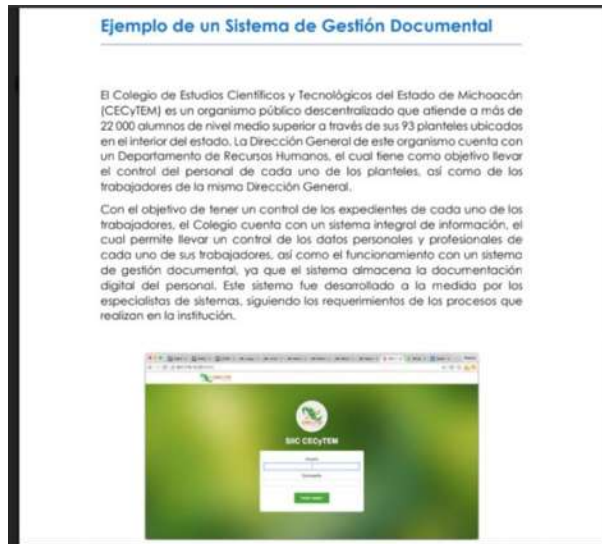 Ejemplo de un Sistema de Gestión Documental
El Colegio de Estudios Científicos y Tecnológicos del Estado de Michoacán
(CECyTEM) es un organismo público descentralizado que atiende a más de
22 000 alumnos de nivel medio superior a través de sus 93 planteles ubicados
en el interior del estado. La Dirección General de este organismo cuenta con
un Departamento de Recursos Humanos, el cual tiene como objetivo llevar
el control del personal de cada uno de los planteles, así como de los
trabajadores de la misma Dirección General.
Con el objetivo de tener un control de los expedientes de cada uno de los
trabajadores, el Colegio cuenta con un sistema integral de información, el
cual permite llevar un control de los datos personales y profesionales de
cada uno de sus trabajadores, así como el funcionamiento con un sistema
de gestión documental, ya que el sistema almacena la documentación
digital del personal. Este sistema fue desarrollado a la medida por los
especialistas de sistemas, siguiendo los requerimientos de los procesos que
realizan en la institución.
SIIC CECyTEM